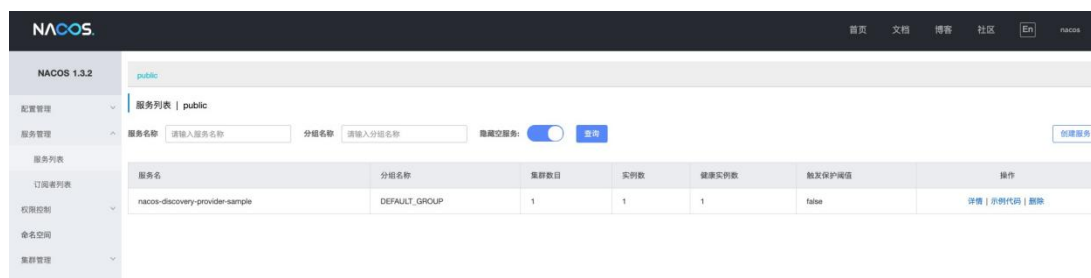 NACOS.
首页 文档 博客 社区 En nacos
NACOS 1.3.2
public
配置管理
服务列表 | public
服务管理
服务名称 请输入服务名称 分组名称 请输入分组名称 隐藏空服务: 查询 创建服务
服务列表
订阅者列表
服务名 分组名称 集群数目 实例数 健康实例数 触发保护阈值 操作
nacos-discovery-provider-sample DEFAULT_GROUP 1 1 1 false 详情 | 示例代码 | 删除
权限控制
命名空间
集群管理